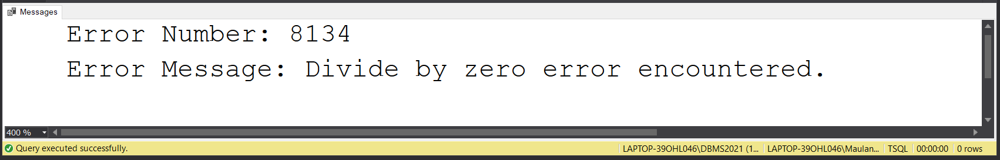 Messages
Error Number: 8134
Error Message: Divide by zero error encountered.
400 %
Query executed successfully.
LAPTOP-39OHL046\DBMS2021 (1... LAPTOP-39OHL046\Maulan... TSQL 00:00:00 0 rows